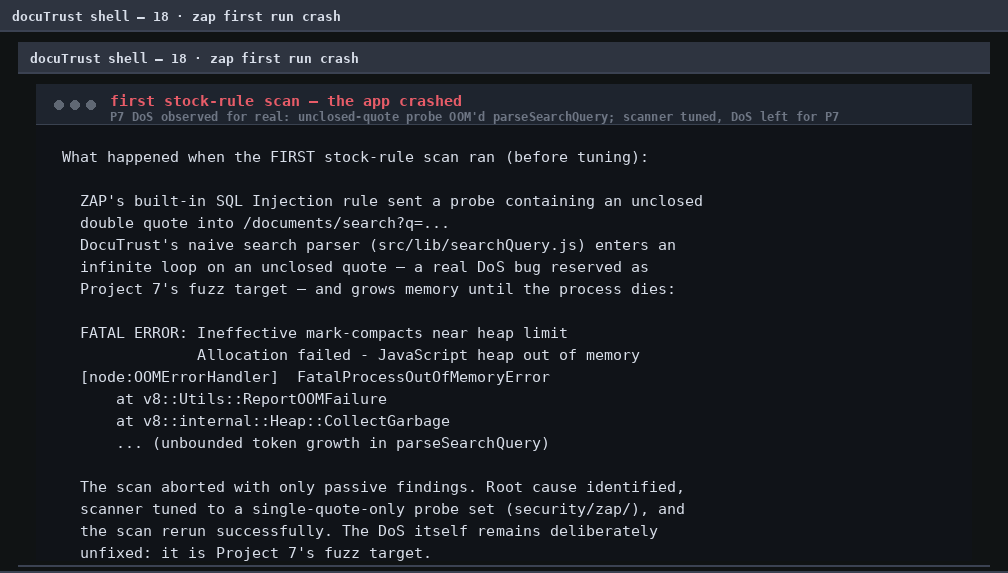 docuTrust shell — 18 · zap first run crash
docuTrust shell — 18 · zap first run crash
first stock-rule scan — the app crashed
P7 DoS observed for real: unclosed-quote probe OOM'd parseSearchQuery; scanner tuned, DoS left for P7
What happened when the FIRST stock-rule scan ran (before tuning):
ZAP's built-in SQL Injection rule sent a probe containing an unclosed
double quote into /documents/search?q=...
DocuTrust's naive search parser (src/lib/searchQuery.js) enters an
infinite loop on an unclosed quote — a real DoS bug reserved as
Project 7's fuzz target — and grows memory until the process dies:
FATAL ERROR: Ineffective mark-compacts near heap limit
Allocation failed - JavaScript heap out of memory
[node:OOMErrorHandler]  FatalProcessOutOfMemoryError
at v8::Utils::ReportOOMFailure
at v8::internal::Heap::CollectGarbage
... (unbounded token growth in parseSearchQuery)
The scan aborted with only passive findings. Root cause identified,
scanner tuned to a single-quote-only probe set (security/zap/), and
the scan rerun successfully. The DoS itself remains deliberately
unfixed: it is Project 7's fuzz target.